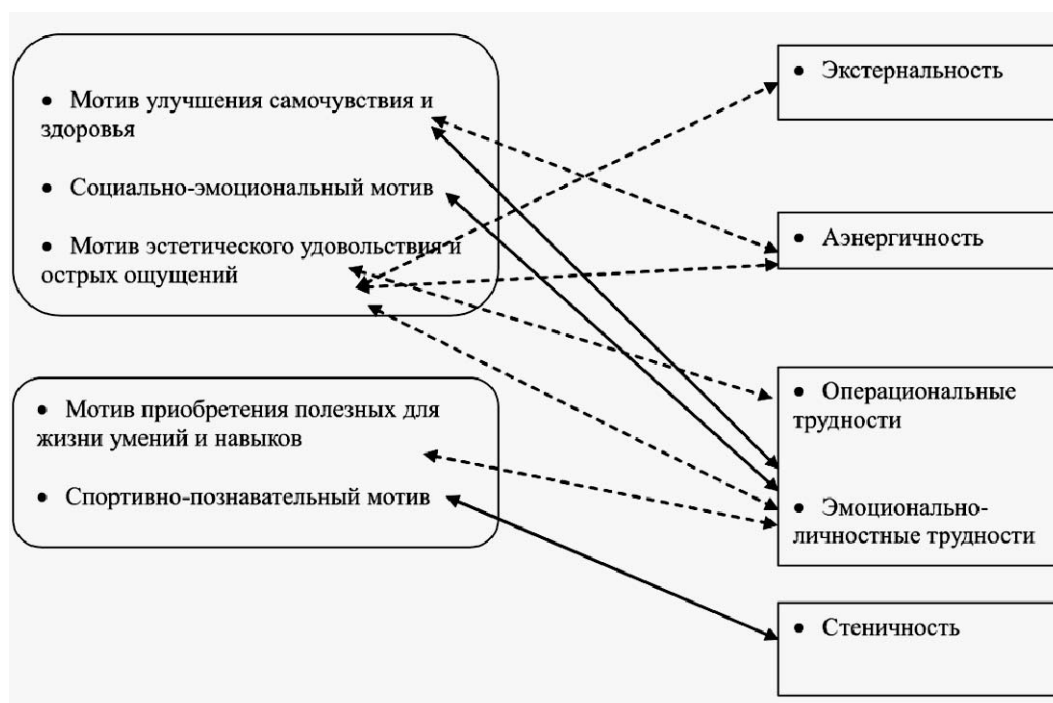 • Мотив улучшения самочувствия и
здоровья
• Социально-эмоциональный мотив
• Мотив эстетического удовольствия и
острых ощущений
• Мотив приобретения полезных для
жизни умений и навыков
• Спортивно-познавательный мотив
• Экстернальность
• Аэнергичность
• Операциональные
трудности
• Эмоционально-
личностные трудности
• Стеничность